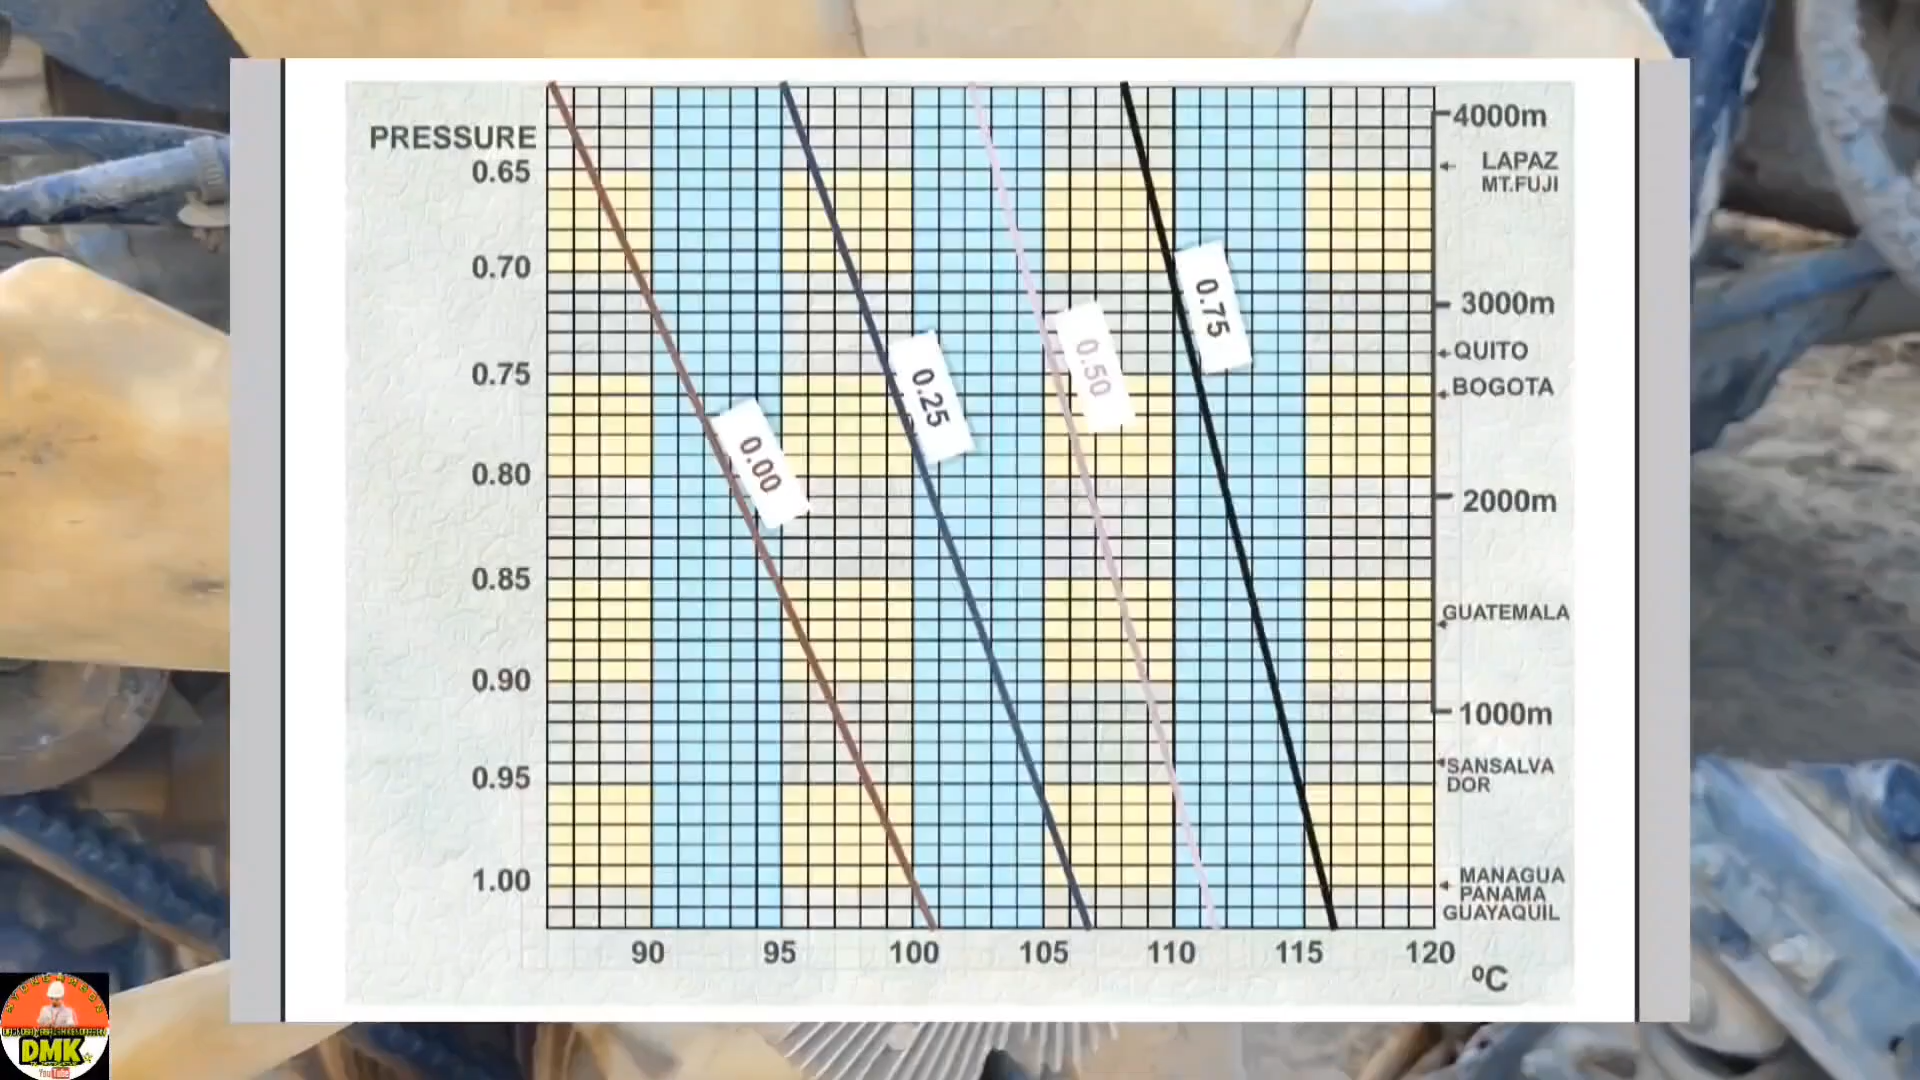 PRESSURE
0.65
0.70
0.75
0.80
0.85
0.90
0.95
1.00
0.00
0.25
0.50
0.75
4000m
LAPAZ
MT.FUJI
3000m
QUITO
BOGOTA
2000m
GUATEMALA
1000m
SANSALVA
DOR
MANAGUA
PANAMA
GUAYAQUIL
90 95 100 105 110 115 120
ºC
DMK
YouTube